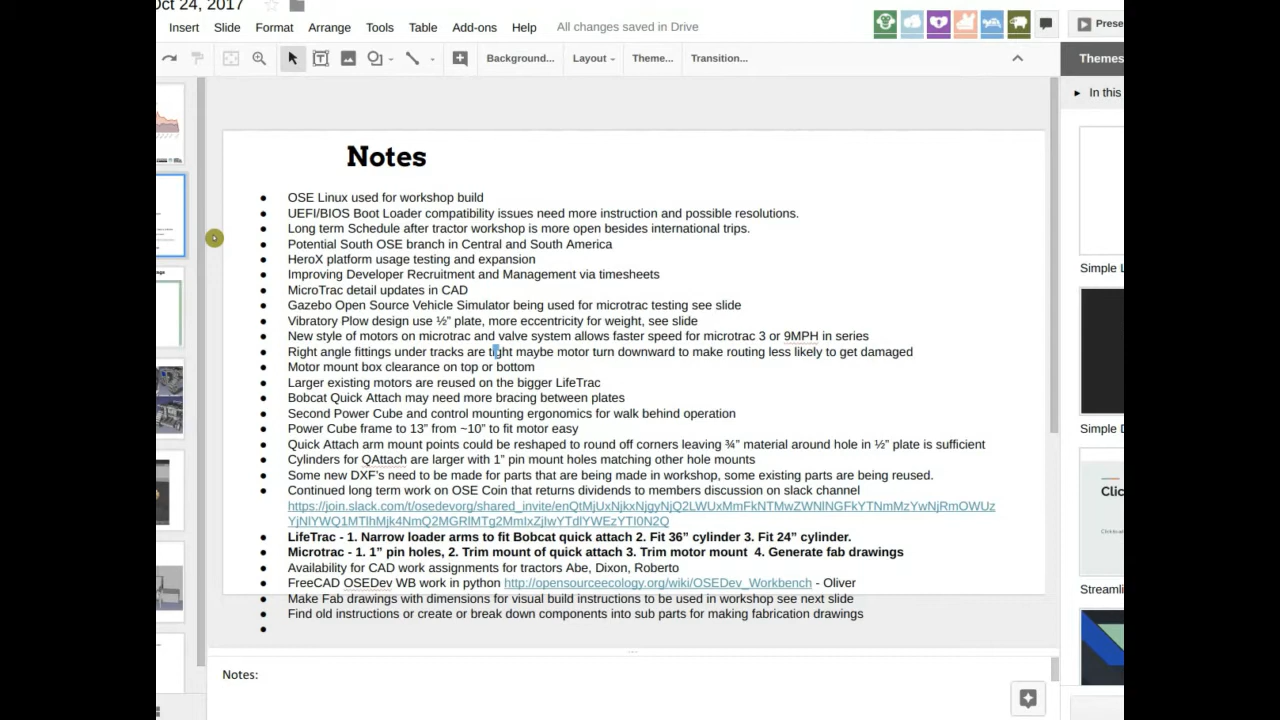 Oct 24, 2017
Insert Slide Format Arrange Tools Table Add-ons Help All changes saved in Drive
Prese
Background... Layout Theme... Transition...
Themes
In this
Notes
● OSE Linux used for workshop build
● UEFI/BIOS Boot Loader compatibility issues need more instruction and possible resolutions.
● Long term Schedule after tractor workshop is more open besides international trips.
● Potential South OSE branch in Central and South America
● HeroX platform usage testing and expansion
● Improving Developer Recruitment and Management via timesheets
● MicroTrac detail updates in CAD
● Gazebo Open Source Vehicle Simulator being used for microtrac testing see slide
● Vibratory Plow design use ½” plate, more eccentricity for weight, see slide
● New style of motors on microtrac and valve system allows faster speed for microtrac 3 or 9MPH in series
● Right angle fittings under tracks are tight maybe motor turn downward to make routing less likely to get damaged
● Motor mount box clearance on top or bottom
● Larger existing motors are reused on the bigger LifeTrac
● Bobcat Quick Attach may need more bracing between plates
● Second Power Cube and control mounting ergonomics for walk behind operation
● Power Cube frame to 13” from ~10” to fit motor easy
● Quick Attach arm mount points could be reshaped to round off corners leaving ¾” material around hole in ½” plate is sufficient
● Cylinders for QAttach are larger with 1” pin mount holes matching other hole mounts
● Some new DXF’s need to be made for parts that are being made in workshop, some existing parts are being reused.
● Continued long term work on OSE Coin that returns dividends to members discussion on slack channel
https://join.slack.com/t/osedevorg/shared_invite/enQtMjUxNjkxNjgyNjQ2LWUxMmFkNTMwZWNlNGFkYTNmMzYwNjRmOWUz
YjNlYWQ1MTlhMjk4NmQ2MGRlMTg2MmIxZjIwYTdlYWEzYTI0N2Q
● LifeTrac - 1. Narrow loader arms to fit Bobcat quick attach 2. Fit 36” cylinder 3. Fit 24” cylinder.
● Microtrac - 1. 1” pin holes, 2. Trim mount of quick attach 3. Trim motor mount 4. Generate fab drawings
● Availability for CAD work assignments for tractors Abe, Dixon, Roberto
● FreeCAD OSEDev WB work in python http://opensourceecology.org/wiki/OSEDev_Workbench - Oliver
● Make Fab drawings with dimensions for visual build instructions to be used in workshop see next slide
● Find old instructions or create or break down components into sub parts for making fabrication drawings
●
Simple L
Simple D
Clic
Streamli
Notes: